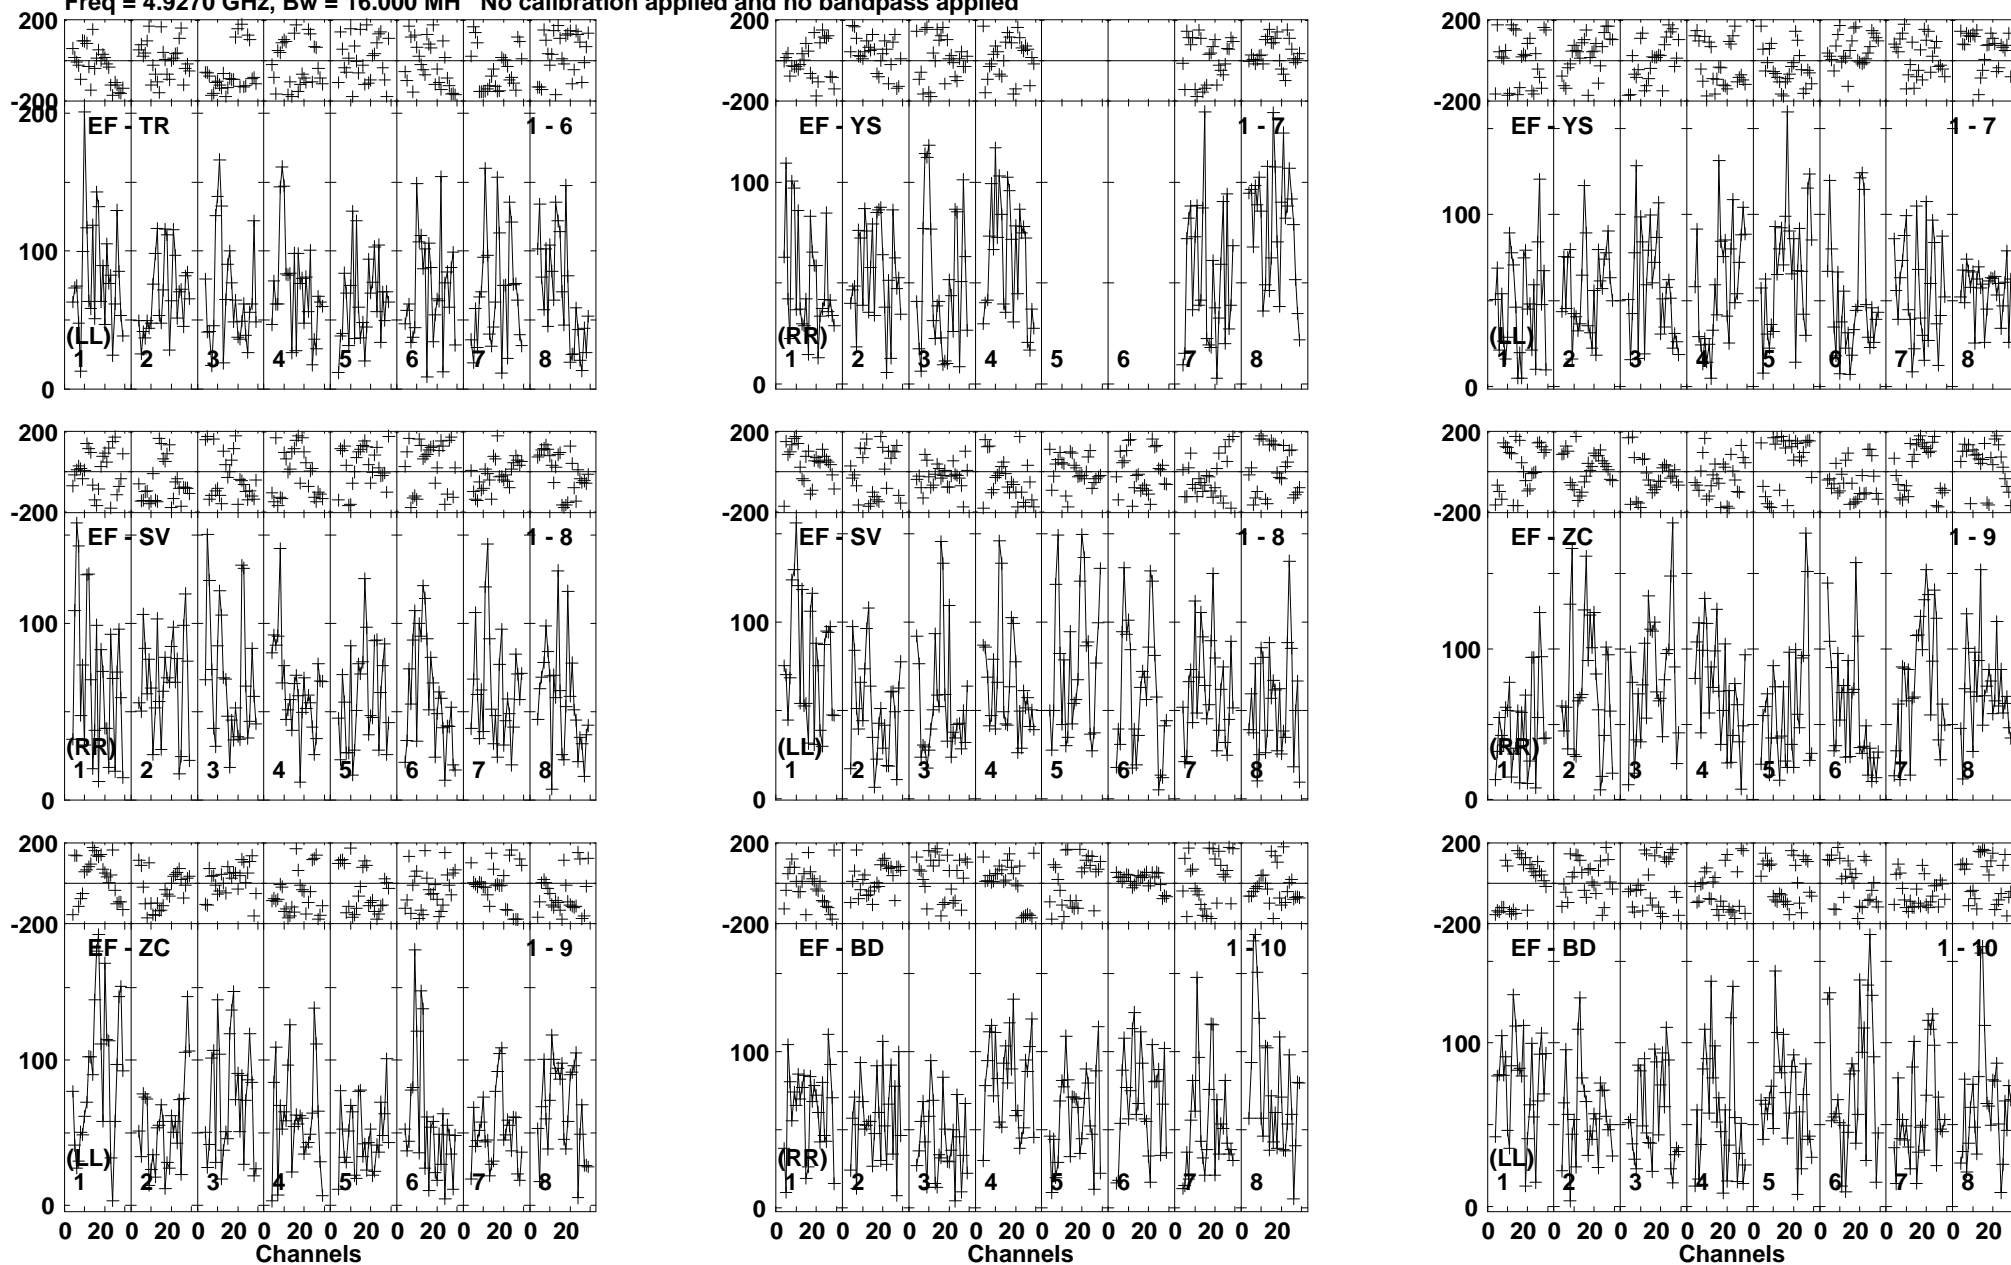 Freq = 4.9270 GHz, Bw = 16.000 MH No calibration applied and no bandpass applied
200 200 200
-200 -200 -200
200
EF - TR 1 - 6 EF - YS 1 - 7 EF - YS 1 - 7
100 100 100
(LL) (RR) (LL)
1 2 3 4 5 6 7 8 1 2 3 4 5 6 7 8 1 2 3 4 5 6 7 8
0 0 0
200 200 200
-200 -200 -200
EF - SV 1 - 8 EF - SV 1 - 8 EF - ZC 1 - 9
100 100 100
(RR) (LL) (RR)
1 2 3 4 5 6 7 8 1 2 3 4 5 6 7 8 1 2 3 4 5 6 7 8
0 0 0
200 200 200
-200 -200 -200
EF - ZC 1 - 9 EF - BD 1 - 10 EF - BD 1 - 10
100 100 100
(LL) (RR) (LL)
1 2 3 4 5 6 7 8 1 2 3 4 5 6 7 8 1 2 3 4 5 6 7 8
0 0 0
0 20 0 20 0 20 0 20 0 20 0 20 0 20 0 20 0 20 0 20 0 20 0 20 0 20 0 20 0 20 0 20 0 20 0 20 0 20 0 20 0 20 0 20 0 20 0 20
Channels Channels Channels